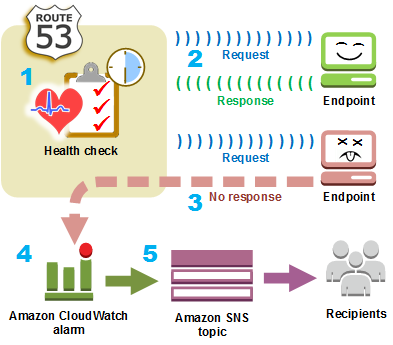 ROUTE
53
1
Health check
2
Request
Response
Endpoint
Request
3
No response
Endpoint
4
Amazon CloudWatch
alarm
5
Amazon SNS
topic
Recipients